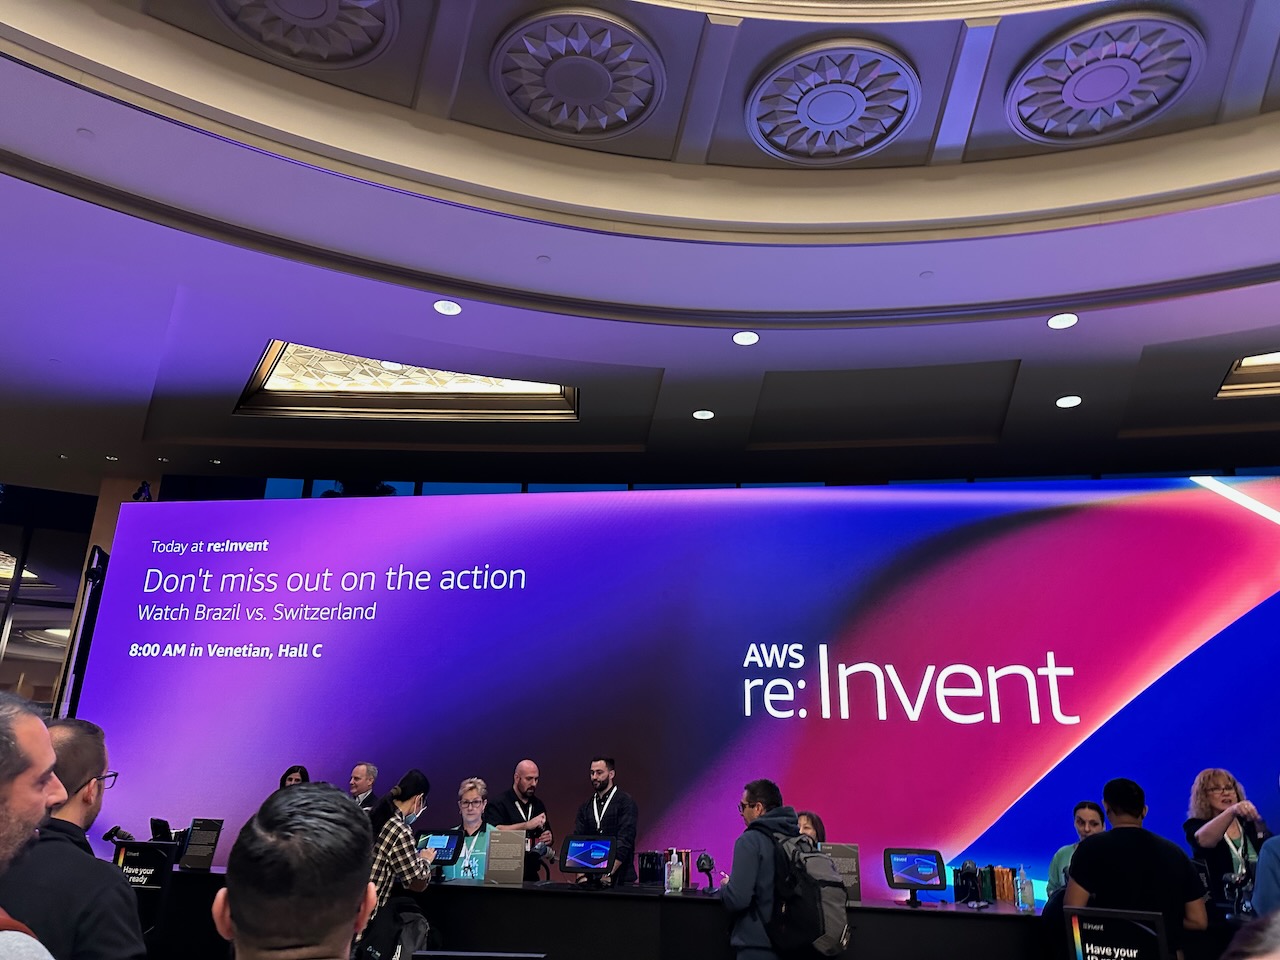 Today at re:Invent
Don't miss out on the action
Watch Brazil vs. Switzerland
8:00 AM in Venetian, Hall C
AWS
re:Invent
Have your
ready
Have your